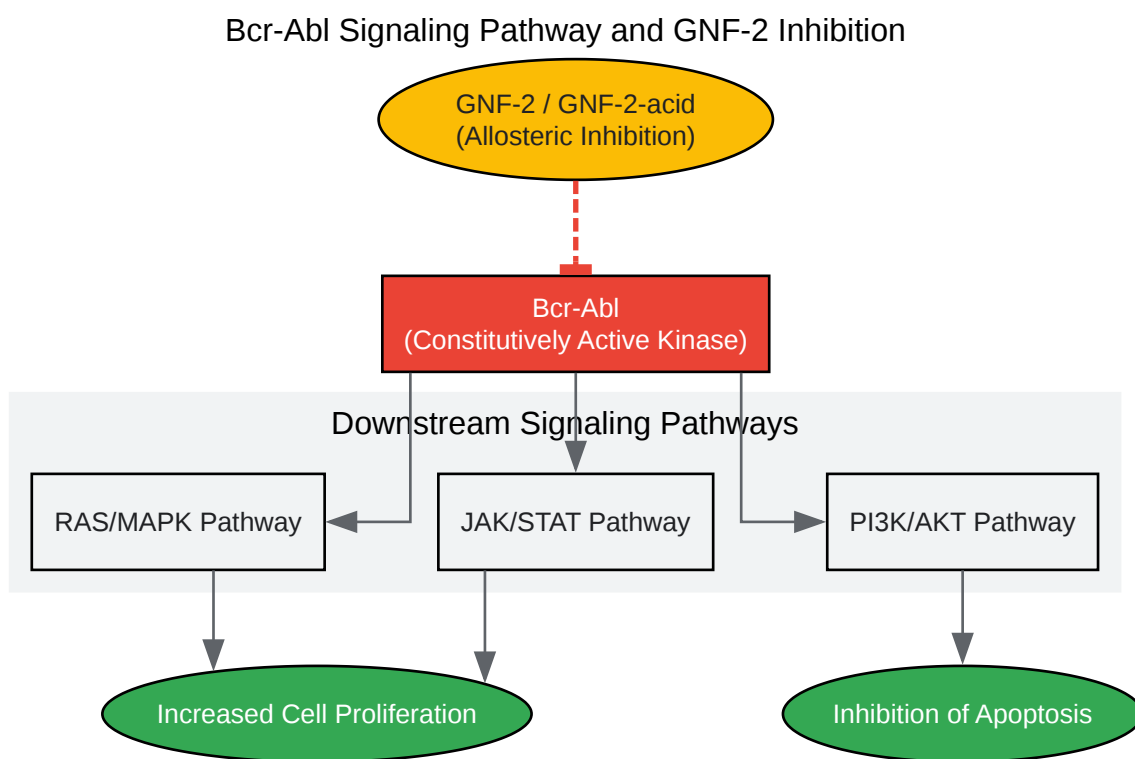 Bcr-Abl Signaling Pathway and GNF-2 Inhibition
GNF-2 / GNF-2-acid
(Allosteric Inhibition)
Bcr-Abl
(Constitutively Active Kinase)
Downstream Signaling Pathways
RAS/MAPK Pathway
JAK/STAT Pathway
PI3K/AKT Pathway
Increased Cell Proliferation
Inhibition of Apoptosis